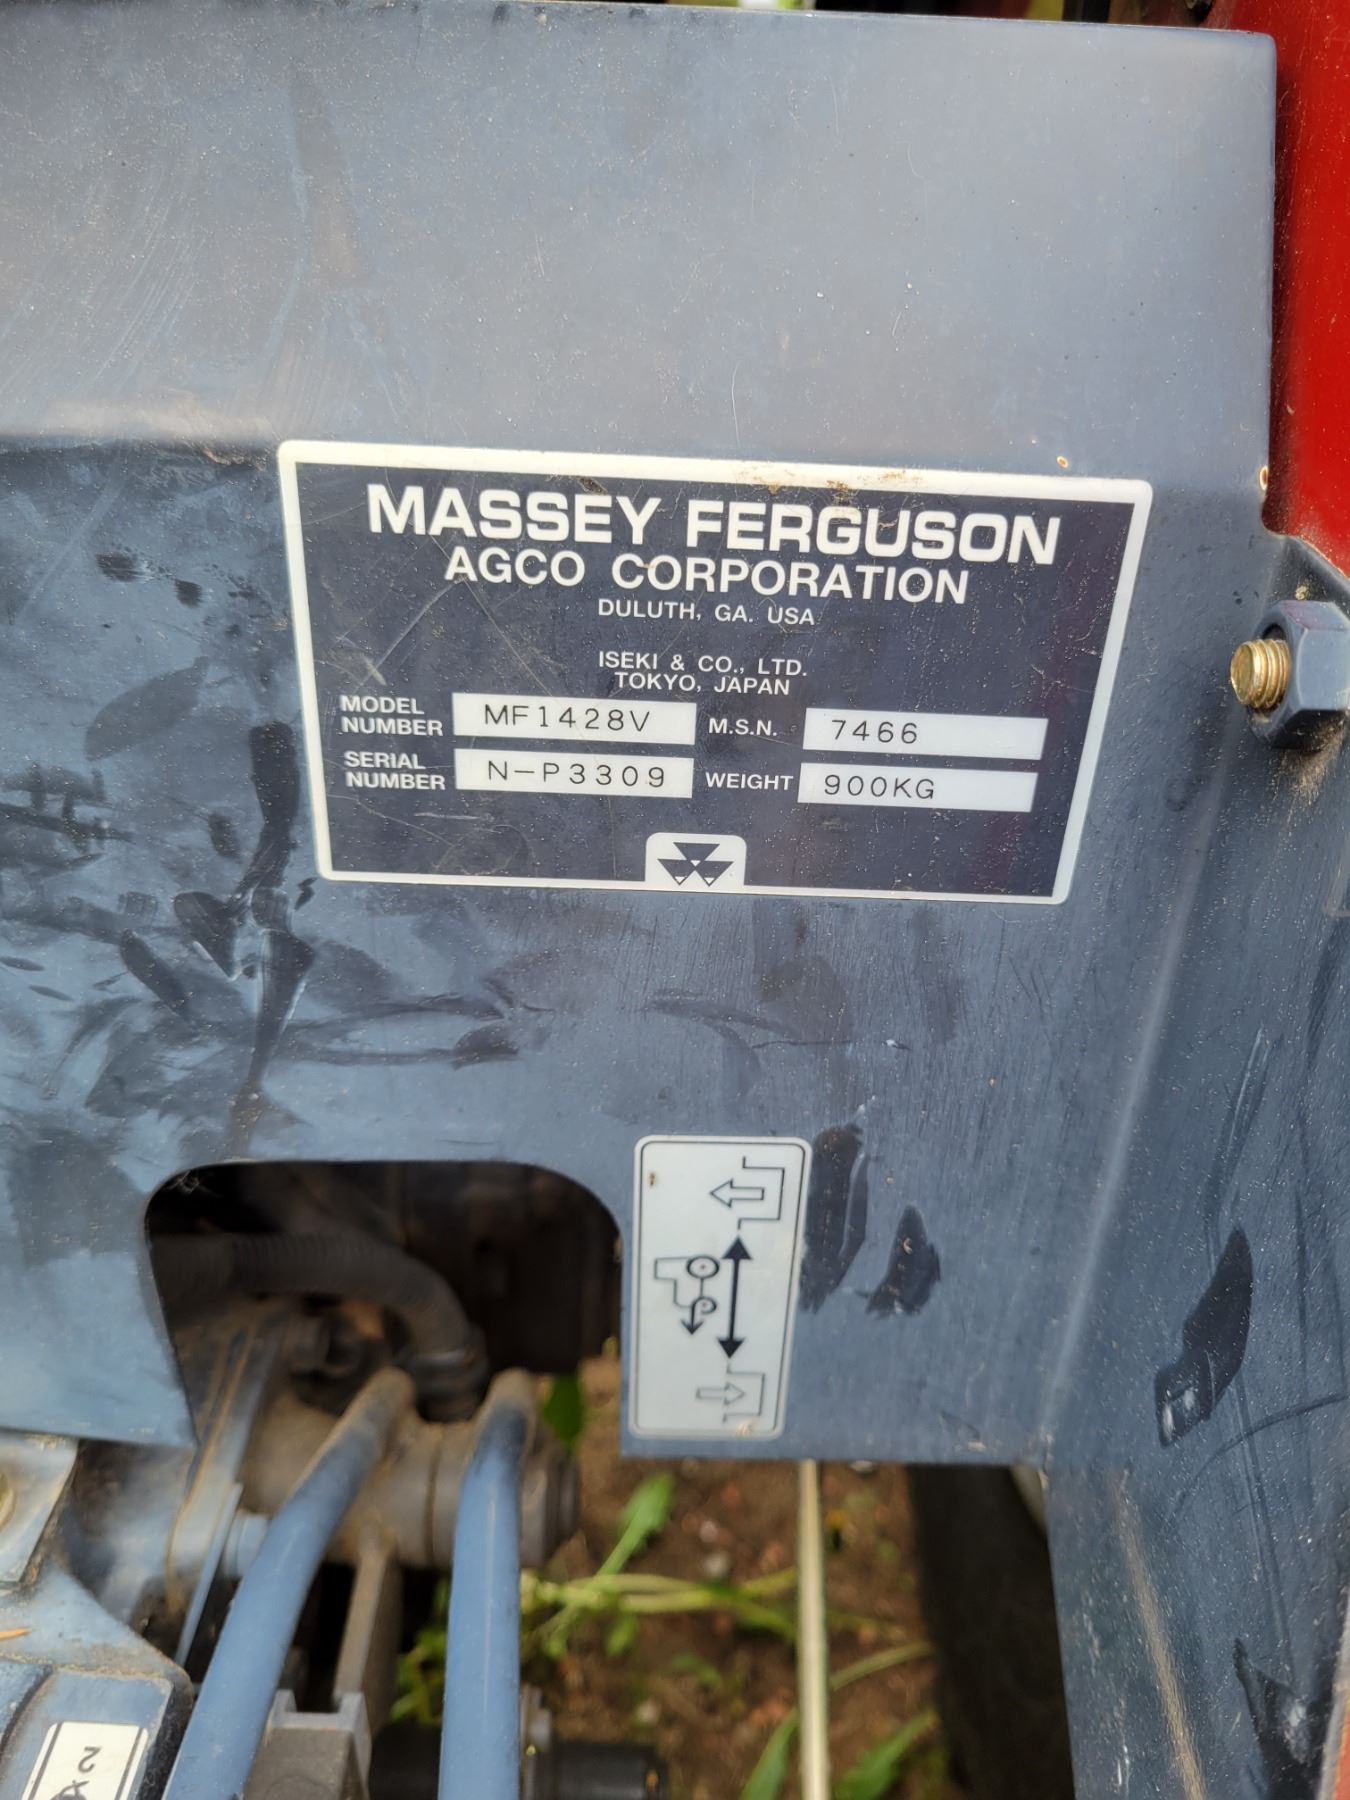 MASSEY FERGUSON
AGCO CORPORATION
DULUTH, GA. USA
ISEKI & CO., LTD.
TOKYO, JAPAN
MODEL NUMBER MF1428V M.S.N. 7466
SERIAL NUMBER N-P3309 WEIGHT 900KG